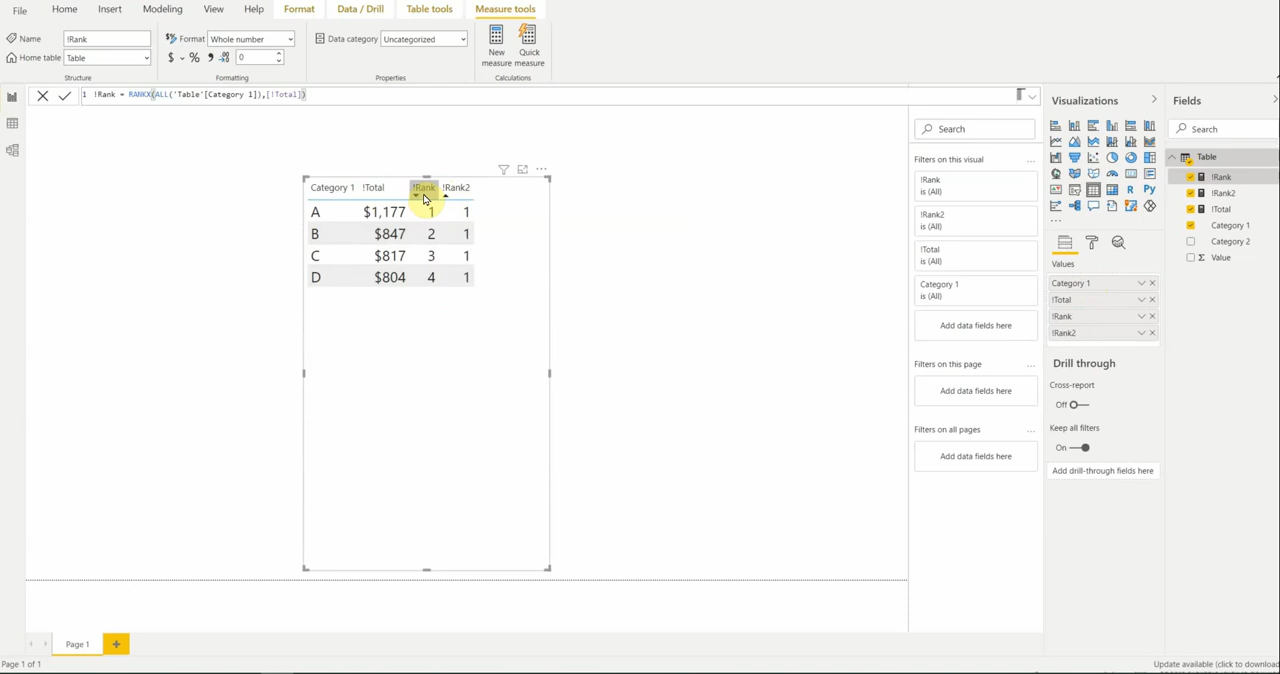 File Home Insert Modeling View Help Format Data / Drill Table tools Measure tools
Name !Rank
Format Whole number
Data category Uncategorized
Home table Table
$ % 9 .00 0
New measure
Quick measure
Structure
Formatting
Properties
Calculations
1 !Rank = RANKX(ALL('Table'[Category 1]),[!Total])
Category 1 !Total !Rank !Rank2
A $1,177 1 1
B $847 2 1
C $817 3 1
D $804 4 1
Search
Filters on this visual ...
!Rank
is (All)
!Rank2
is (All)
!Total
is (All)
Category 1
is (All)
Add data fields here
Filters on this page ...
Add data fields here
Filters on all pages ...
Add data fields here
Visualizations
R Py
...
Values
Category 1
!Total
!Rank
!Rank2
Drill through
Cross-report
Off
Keep all filters
On
Add drill-through fields here
Fields
Search
Table
!Rank
!Rank2
!Total
Category 1
Category 2
Σ Value
Page 1 +
Page 1 of 1
Update available (click to download